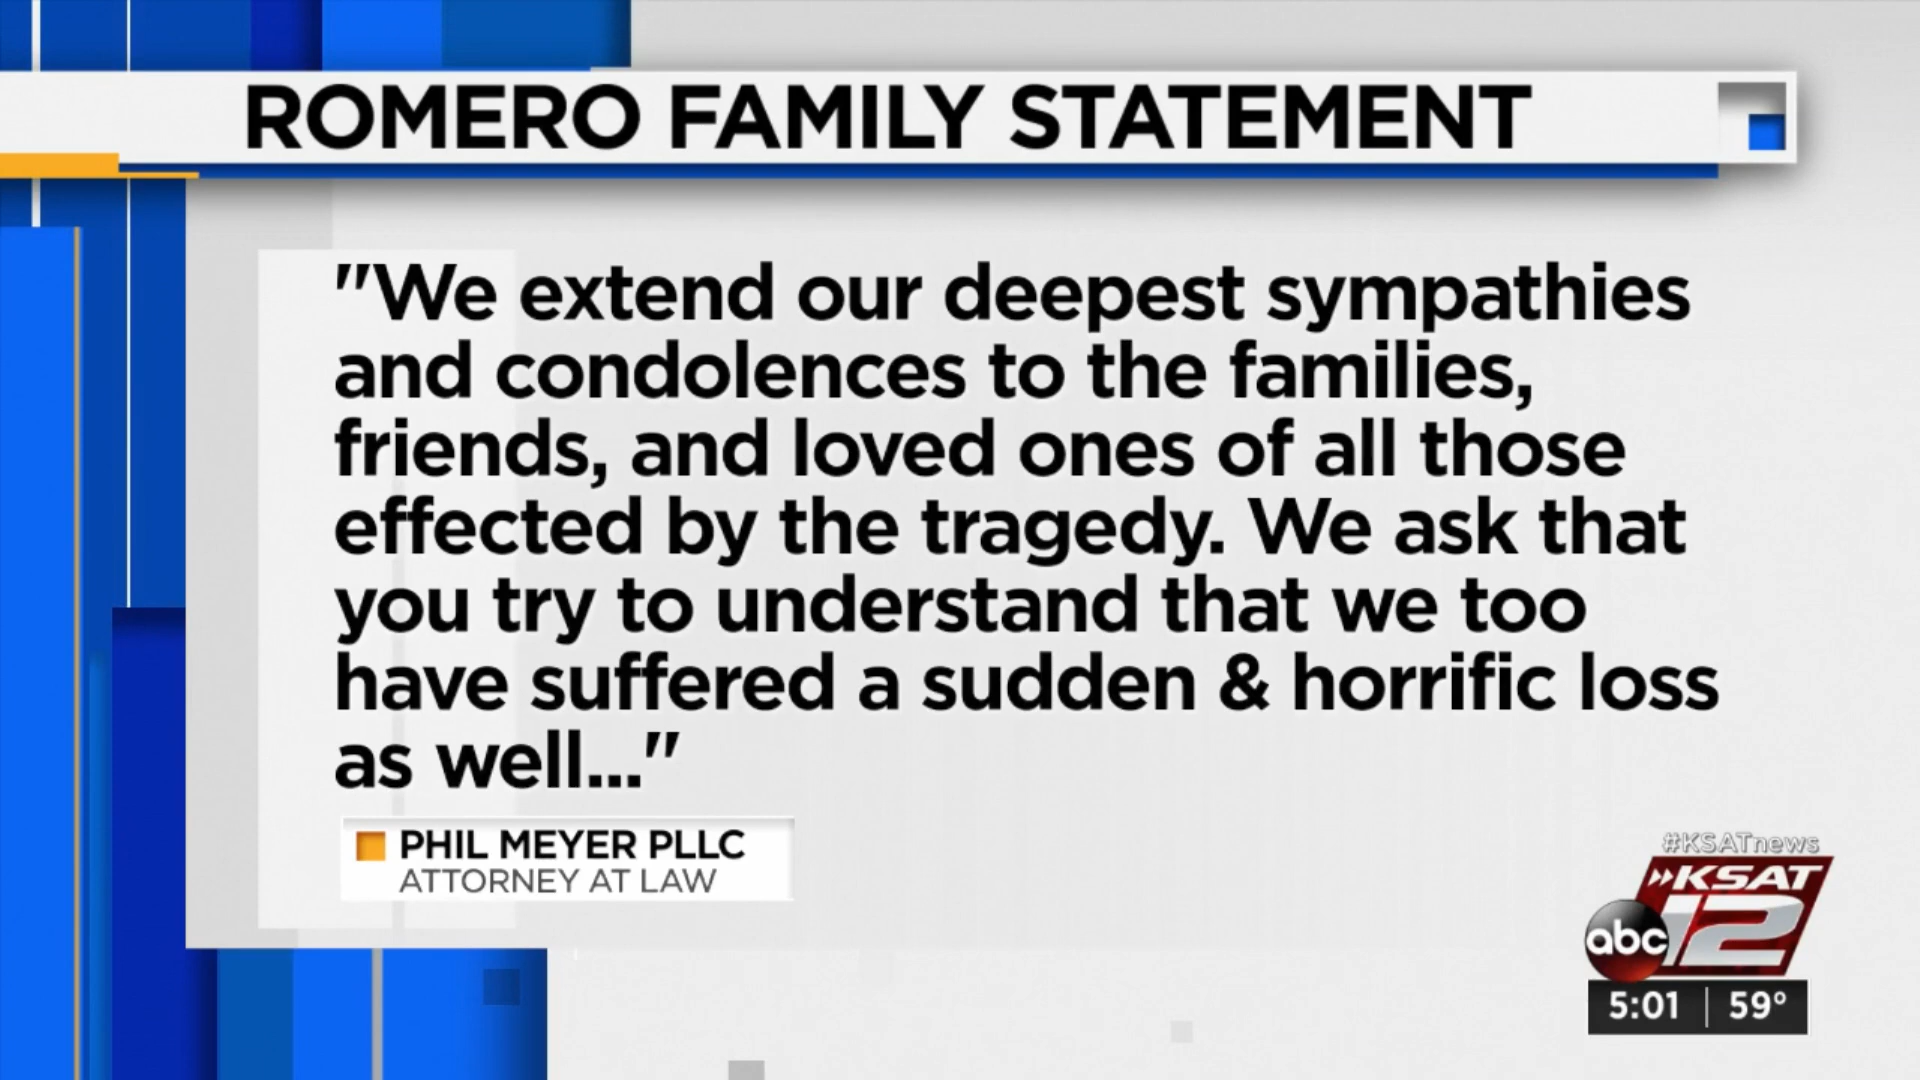 ROMERO FAMILY STATEMENT
"We extend our deepest sympathies
and condolences to the families,
friends, and loved ones of all those
effected by the tragedy. We ask that
you try to understand that we too
have suffered a sudden & horrific loss
as well..."
PHIL MEYER PLLC
ATTORNEY AT LAW
#KSATnews
KSAT
abc 12
5:01 | 59°